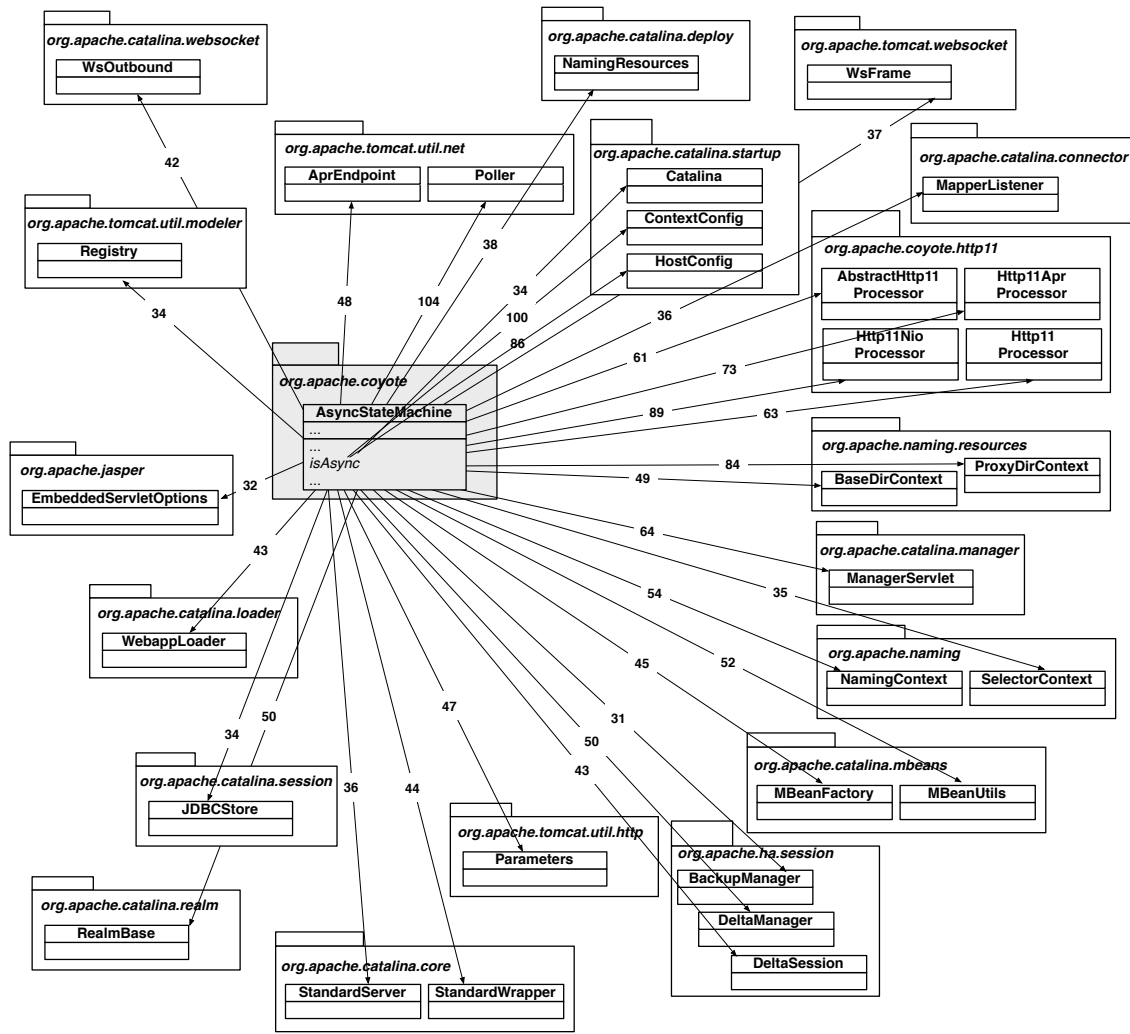 org.apache.catalina.websocket
WsOutbound
org.apache.catalina.deploy
NamingResources
org.apache.tomcat.websocket
WsFrame
42
37
org.apache.tomcat.util.net
AprEndpoint
Poller
org.apache.catalina.startup
Catalina
ContextConfig
HostConfig
org.apache.catalina.connector
MapperListener
org.apache.tomcat.util.modeler
Registry
org.apache.coyote.http11
AbstractHttp11
Processor
Http11Apr
Processor
Http11Nio
Processor
Http11
Processor
38
34
48
104
34
100
36
86
61
73
89
63
org.apache.coyote
AsyncStateMachine
...
...
isAsync
...
org.apache.jasper
EmbeddedServletOptions
32
84
49
org.apache.naming.resources
BaseDirContext
ProxyDirContext
43
64
org.apache.catalina.manager
ManagerServlet
54
35
org.apache.catalina.loader
WebappLoader
45
52
org.apache.naming
NamingContext
SelectorContext
47
31
34
50
50
43
36
44
org.apache.catalina.session
JDBCStore
org.apache.catalina.mbeans
MBeanFactory
MBeanUtils
org.apache.tomcat.util.http
Parameters
org.apache.ha.session
BackupManager
DeltaManager
DeltaSession
org.apache.catalina.realm
RealmBase
org.apache.catalina.core
StandardServer
StandardWrapper